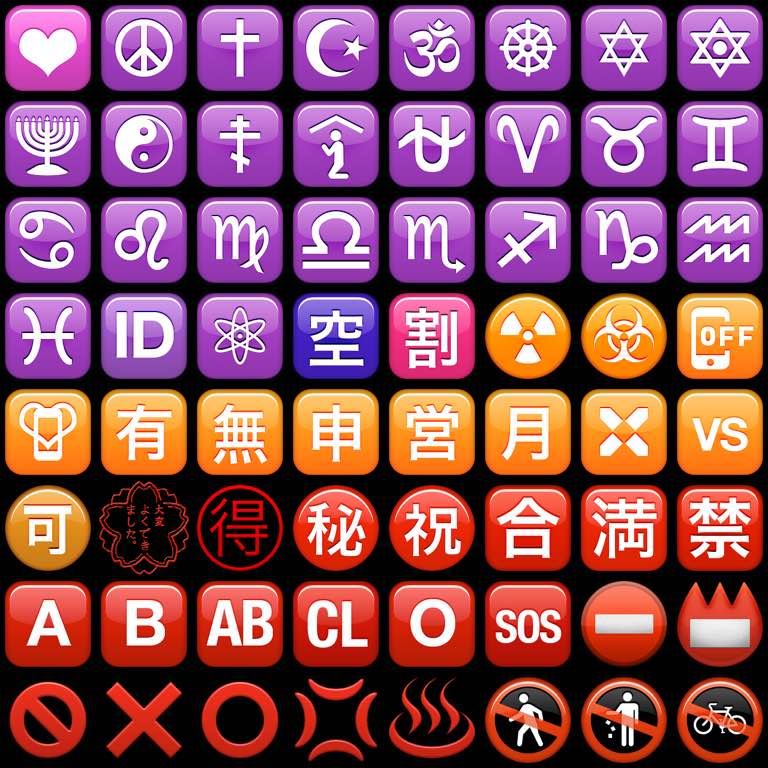 ID 空 割 OFF
有 無 申 営 月 VS
可 大変よくできました。 得 秘 祝 合 満 禁
A B AB CL O SOS